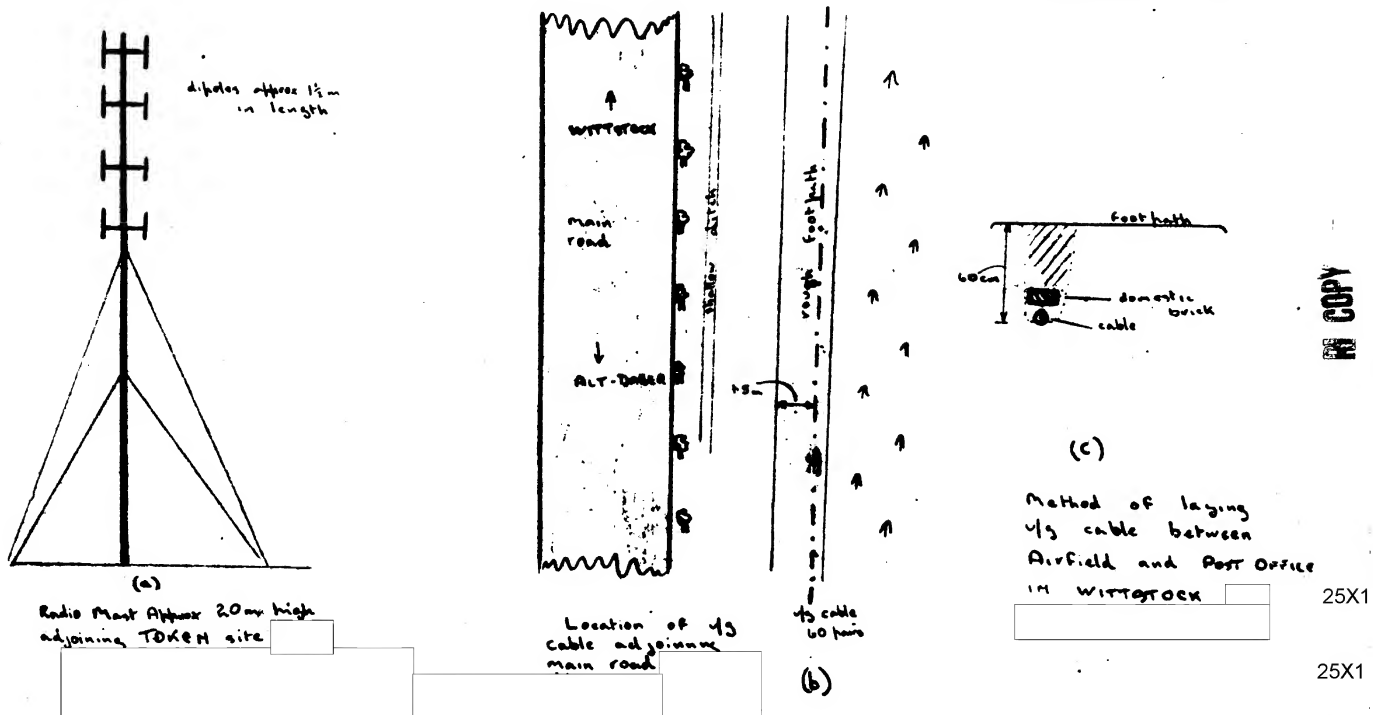 dipoles approx 1½ m
in length
(a)
Radio Mast Approx 20m high
adjoining TOKEN site
↑
WITTSTOCK
main
road
↓
ALT-DABER
shallow ditch
rough footpath
1.5m
u/g cable
60 pairs
Location of u/g
cable adjoining
main road
(b)
footpath
60cm
domestic
brick
cable
(c)
Method of laying
u/g cable between
Airfield and Post Office
IN WITTSTOCK
COPY
25X1
25X1